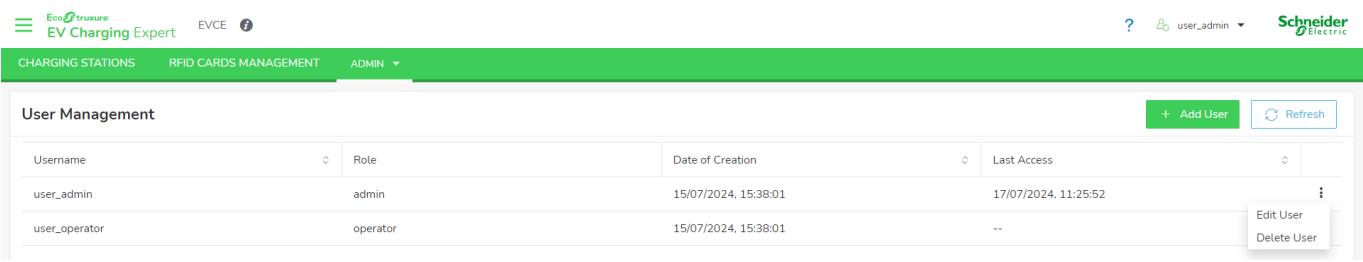 EcoStruxure
EV Charging Expert
EVCE
? user_admin
Schneider
Electric
CHARGING STATIONS RFID CARDS MANAGEMENT ADMIN
User Management
+ Add User
Refresh
Username Role Date of Creation Last Access
user_admin admin 15/07/2024, 15:38:01 17/07/2024, 11:25:52
Edit User
user_operator operator 15/07/2024, 15:38:01 --
Delete User